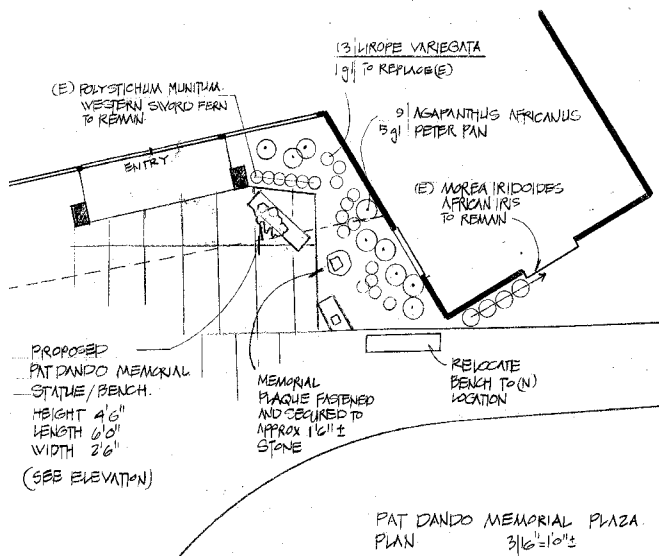 13 LIROPE VARIEGATA
1 gl TO REPLACE (E)
(E) POLYSTICHUM MUNITUM
WESTERN SWORD FERN
TO REMAIN
9 AGAPANTHUS AFRICANUS
5 gl PETER PAN
ENTRY
(E) MOREA IRIDOIDES
AFRICAN IRIS
TO REMAIN
PROPOSED
PAT DANDO MEMORIAL
STATUE/BENCH.
HEIGHT 4'6"
LENGTH 6'0"
WIDTH 2'6"
(SEE ELEVATION)
MEMORIAL
PLAQUE FASTENED
AND SECURED TO
APPROX 1'6" ±
STONE
RELOCATE
BENCH TO (N)
LOCATION
PAT DANDO MEMORIAL PLAZA
PLAN 3/16"=1'0"±